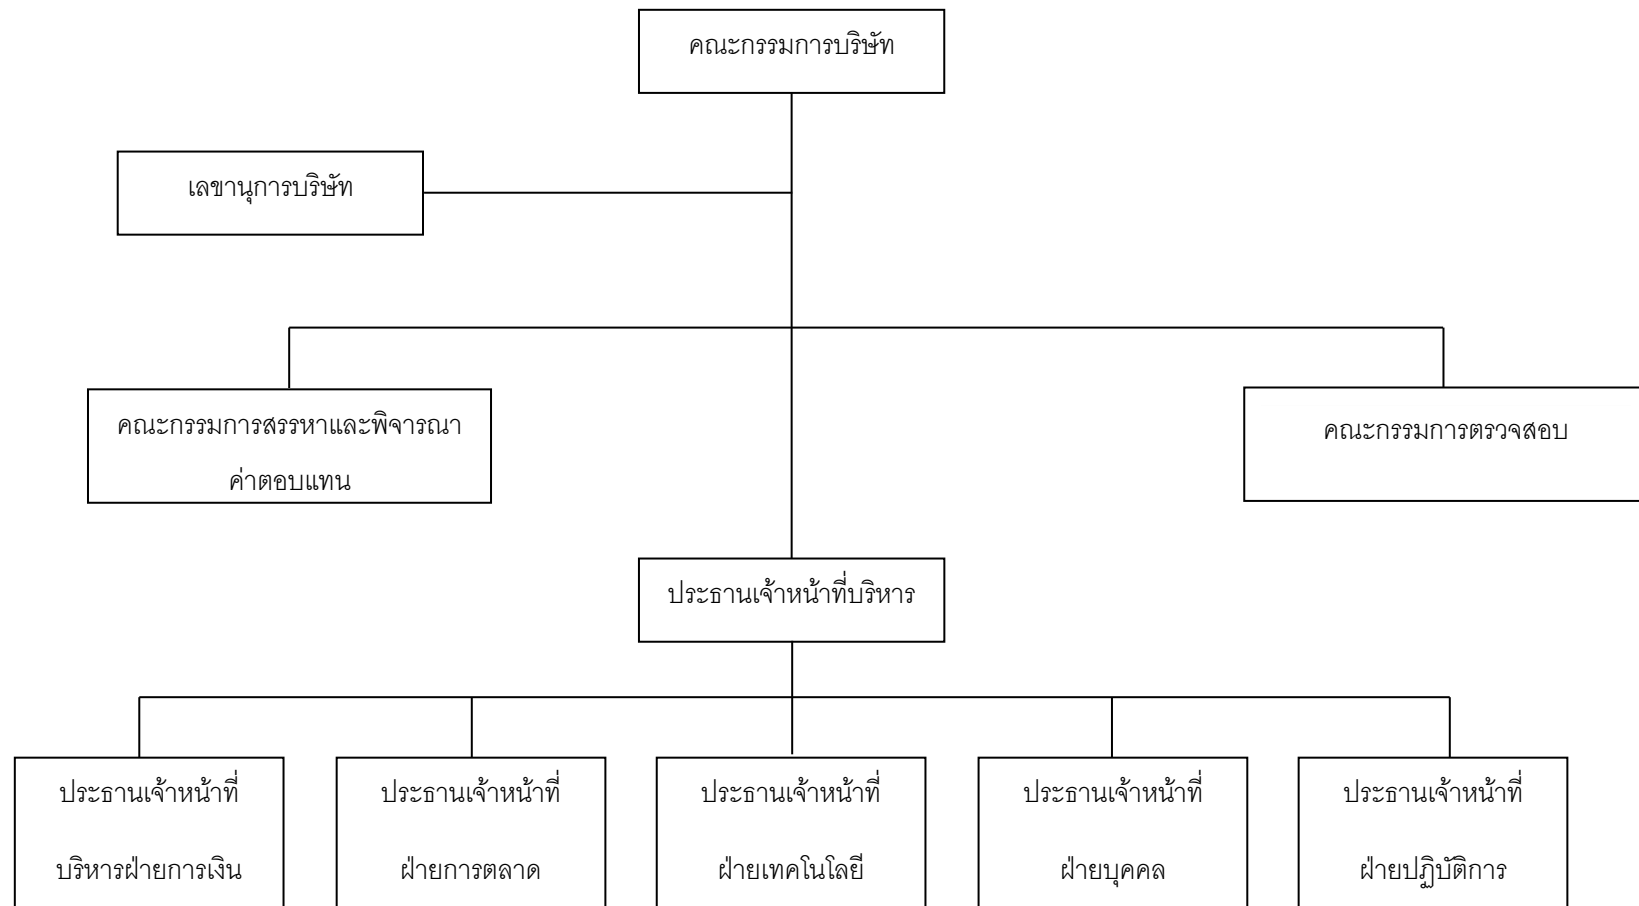 คณะกรรมการบริษัท
เลขานุการบริษัท
คณะกรรมการสรรหาและพิจารณา
ค่าตอบแทน
คณะกรรมการตรวจสอบ
ประธานเจ้าหน้าที่บริหาร
ประธานเจ้าหน้าที่
บริหารฝ่ายการเงิน
ประธานเจ้าหน้าที่
ฝ่ายการตลาด
ประธานเจ้าหน้าที่
ฝ่ายเทคโนโลยี
ประธานเจ้าหน้าที่
ฝ่ายบุคคล
ประธานเจ้าหน้าที่
ฝ่ายปฏิบัติการ